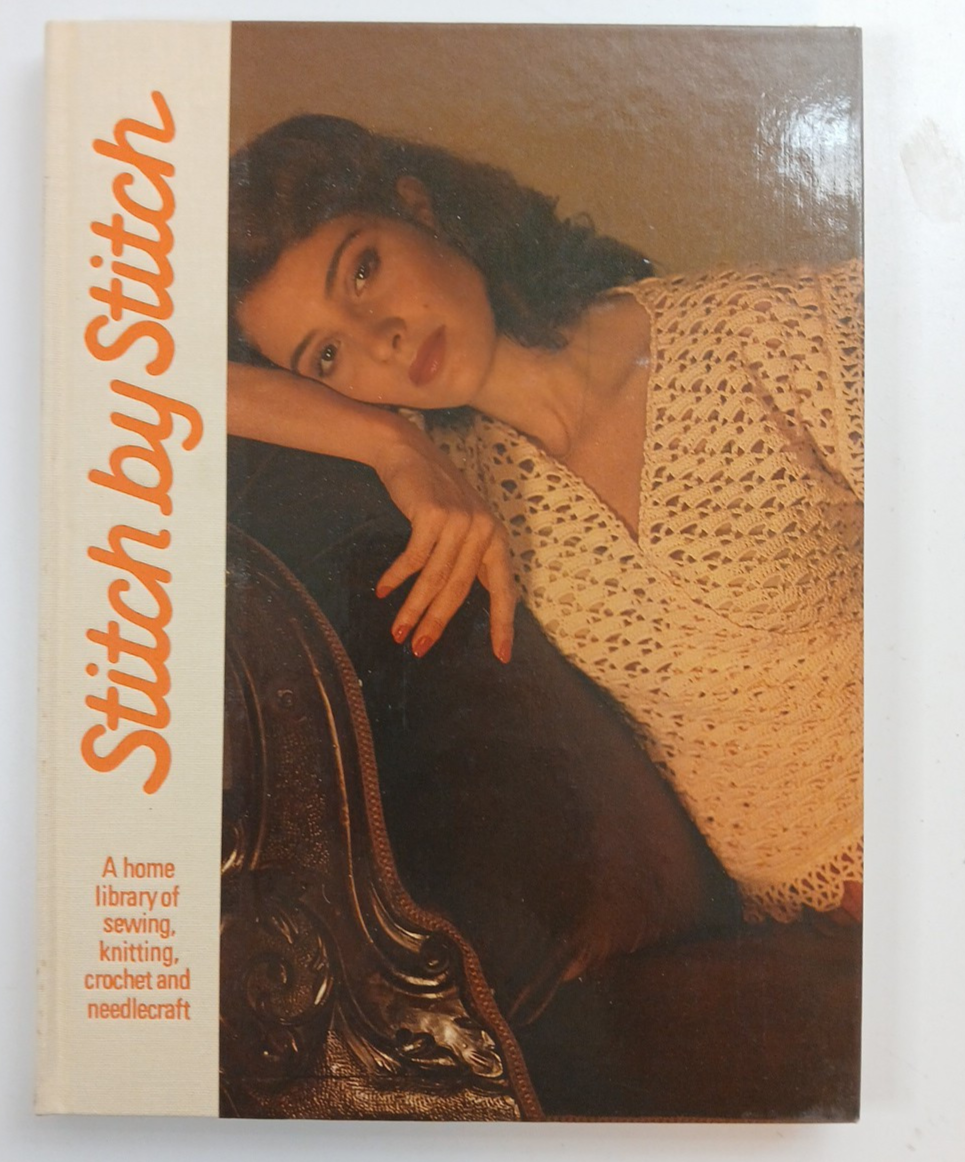 Stitch by Stitch
A home
library of
sewing,
knitting,
crochet and
needlecraft